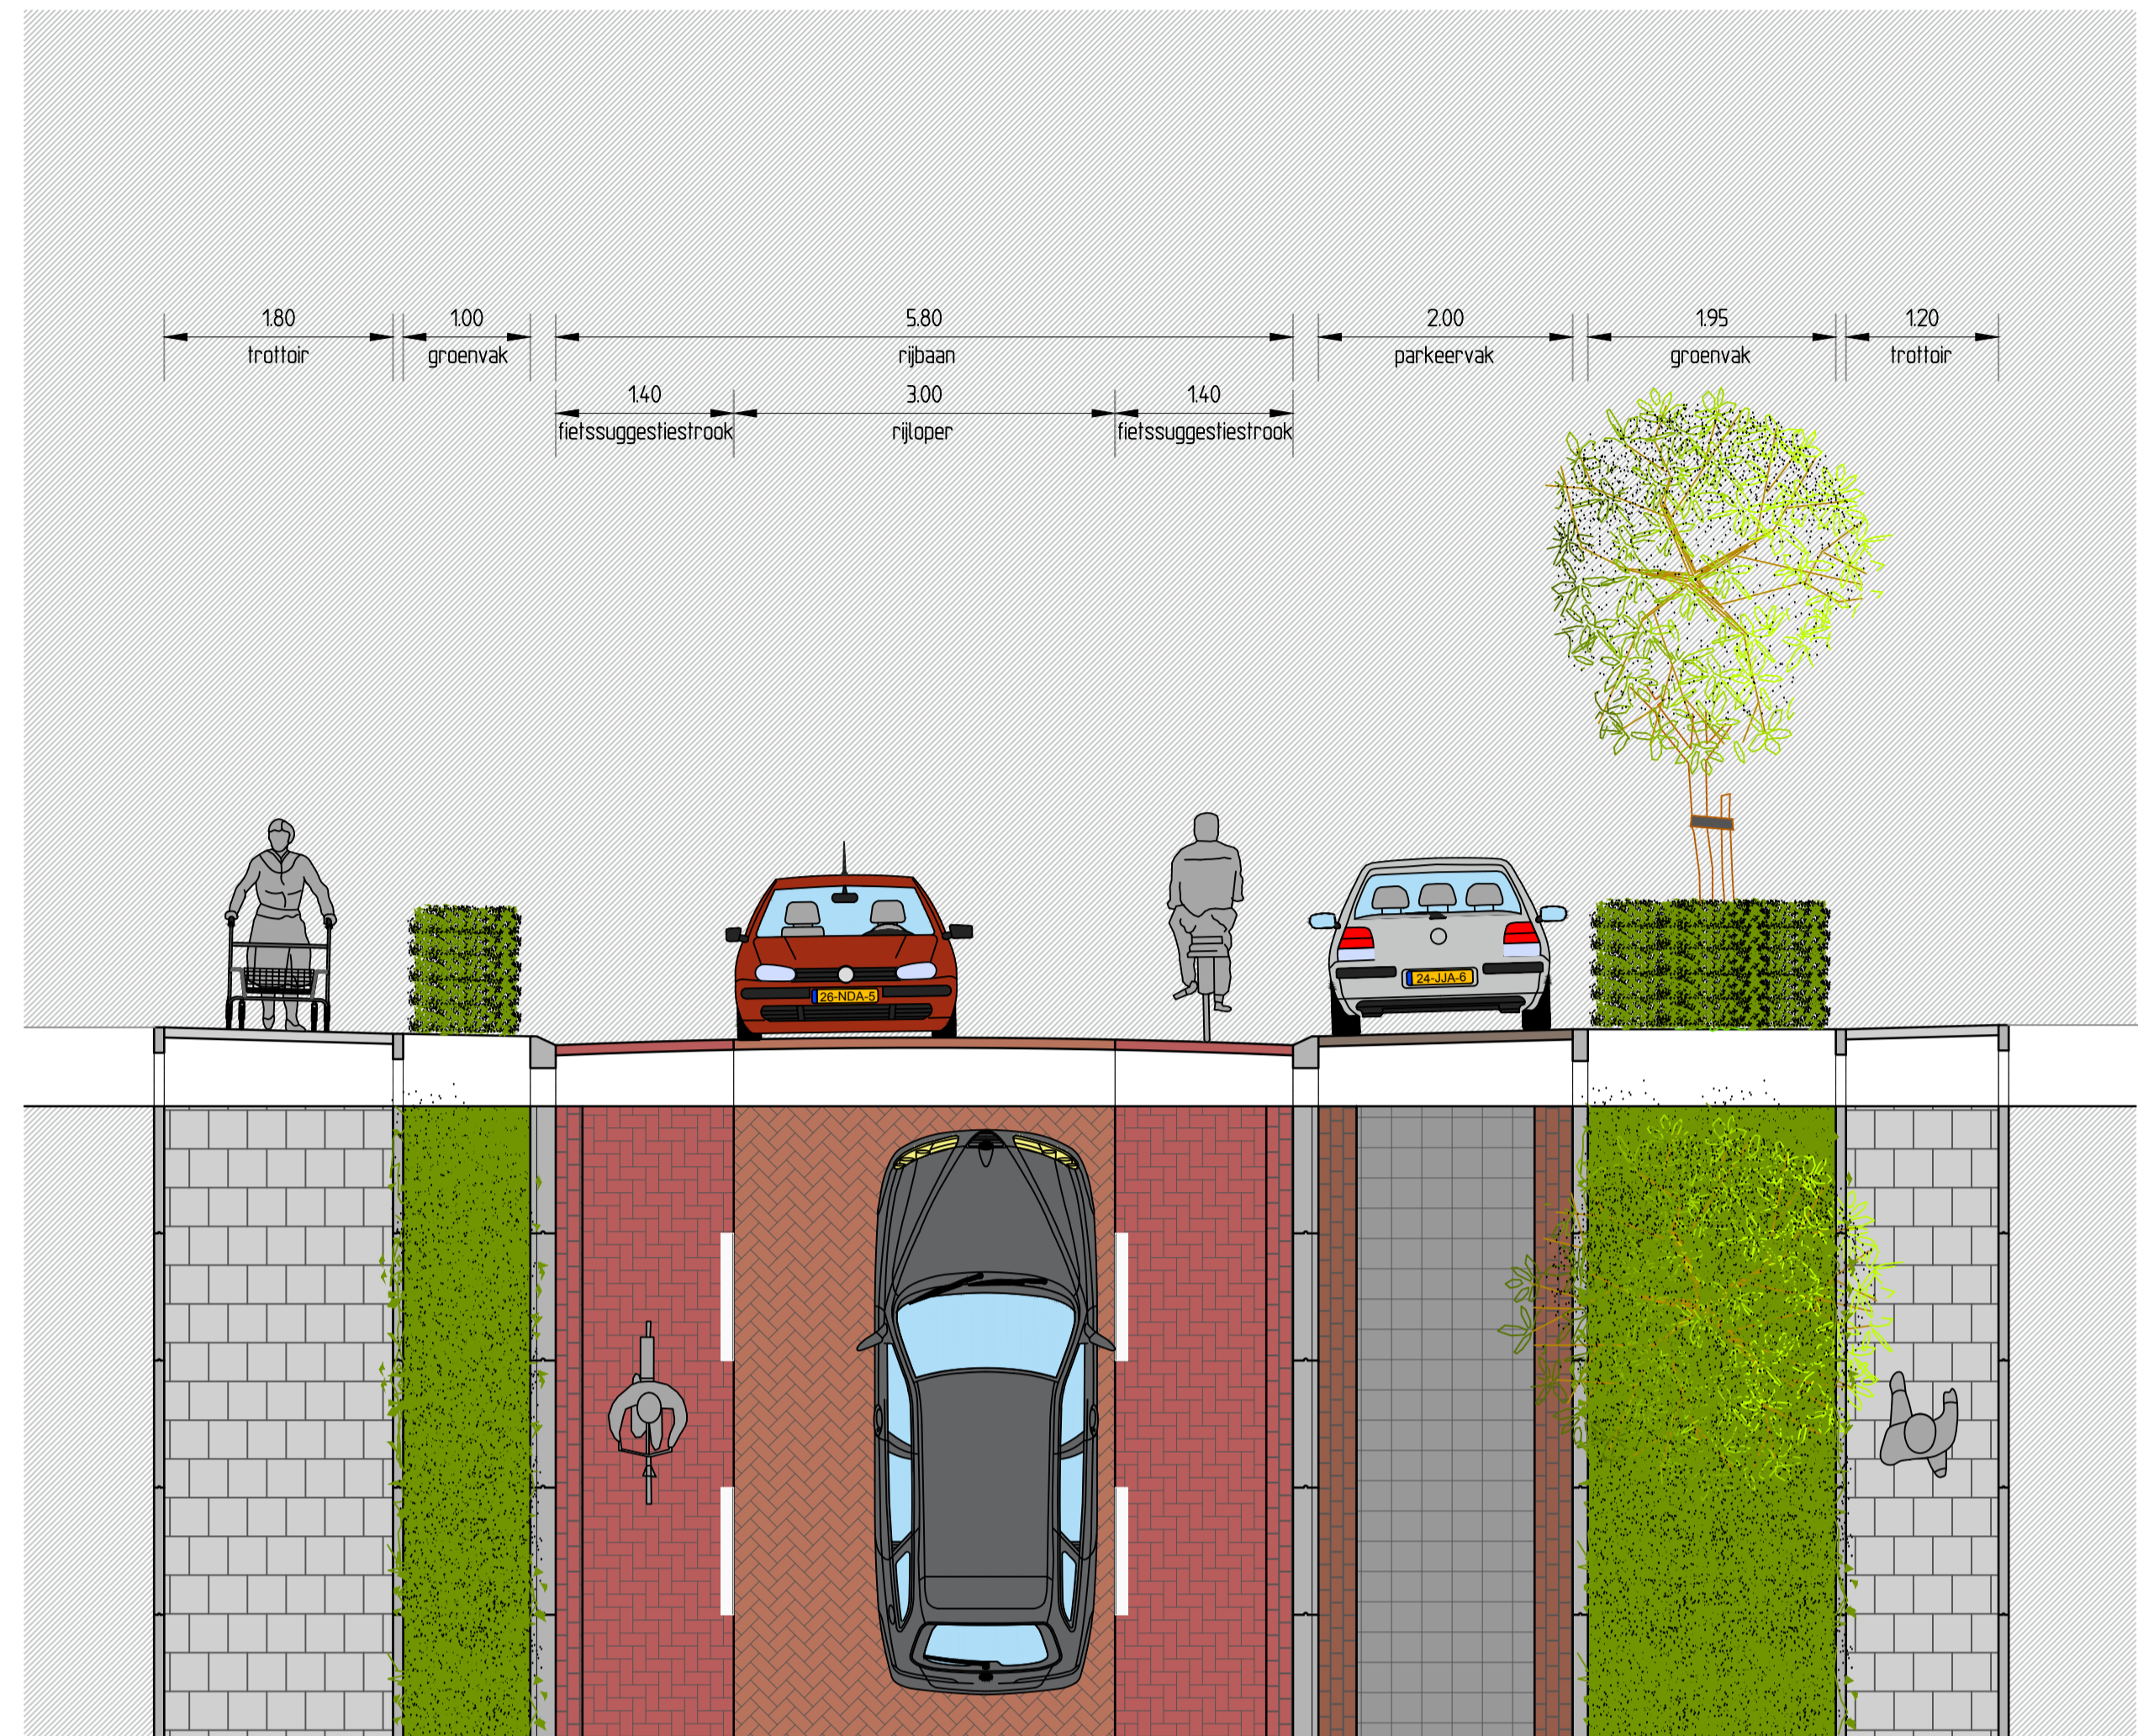 1.80 1.00 5.80 2.00 1.95 1.20
trottoir groenvak rijbaan parkeervak groenvak trottoir
1.40 3.00 1.40
fietssuggestiestrook rijloper fietssuggestiestrook
24-JJA-6
26-NDA-5